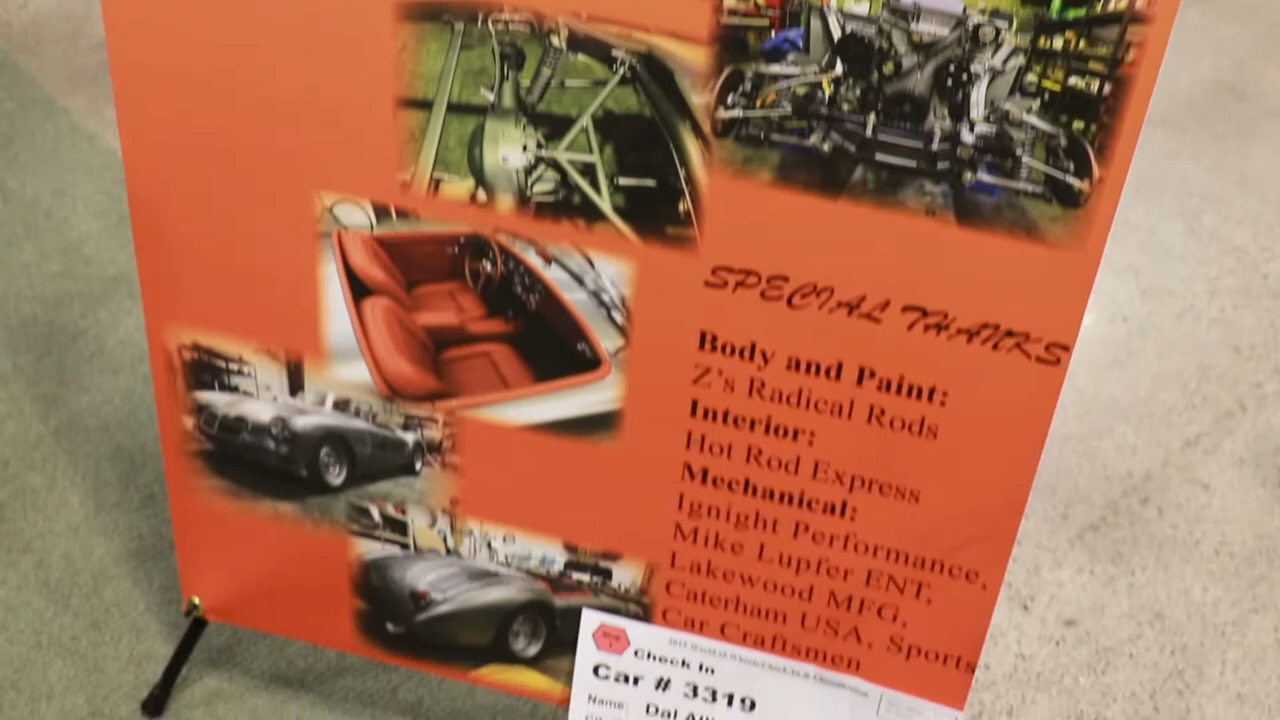 SPECIAL THANKS
Body and Paint:
Z's Radical Rods
Interior:
Hot Rod Express
Mechanical:
Ignight Performance,
Mike Lupfer ENT,
Lakewood MFG,
Caterham USA, Sports
Car Craftsmen
Check In
Car # 3319
Name: Dal